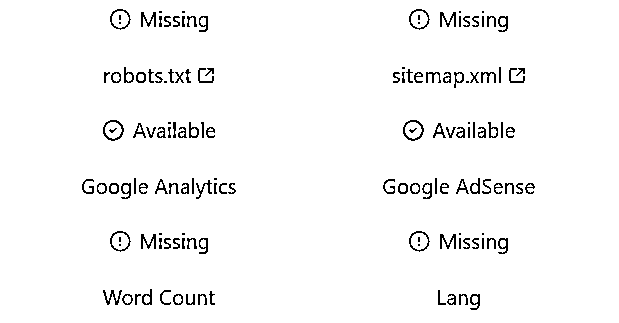 Missing Missing
robots.txt sitemap.xml
Available Available
Google Analytics Google AdSense
Missing Missing
Word Count Lang